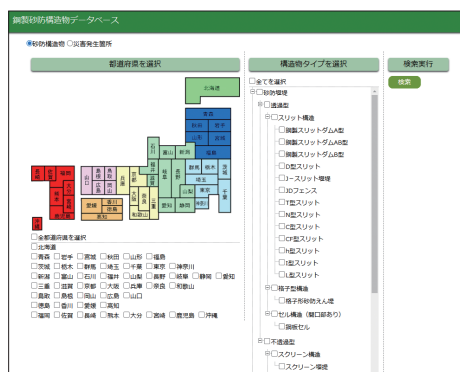 鋼製砂防構造物データベース
砂防構造物 災害発生箇所
都道府県を選択
構造物タイプを選択
検索実行
北海道
青森
秋田 岩手
山形 宮城
福島
石川 富山 新潟
福井 岐阜 長野 群馬 栃木 茨城
滋賀 埼玉 千葉
山梨 東京
愛知 静岡 神奈川
京都 兵庫 大阪 奈良 三重
和歌山
鳥取 岡山
島根 広島
山口
愛媛 香川
徳島
高知
福岡 佐賀 長崎
大分
沖縄
全都道府県を選択
北海道
青森 岩手 宮城 秋田 山形 福島
茨城 栃木 群馬 埼玉 千葉 東京 神奈川
新潟 富山 石川 福井 山梨 長野 岐阜 静岡 愛知
三重 滋賀 京都 大阪 兵庫 奈良 和歌山
鳥取 島根 岡山 広島 山口
徳島 香川 愛媛 高知
福岡 佐賀 長崎 熊本 大分 宮崎 鹿児島 沖縄
全てを選択
砂防堰堤
透過型
スリット構造
鋼製スリットダムA型
鋼製スリットダムAB型
鋼製スリットダムB型
D型スリット
J-スリット堰堤
JDフェンス
T型スリット
N型スリット
C型スリット
CF型スリット
h型スリット
I型スリット
L型スリット
格子型構造
格子形砂防えん堤
セル構造（開口部あり）
鋼板セル
不透過型
スクリーン構造
スクリーン堰堤
検索